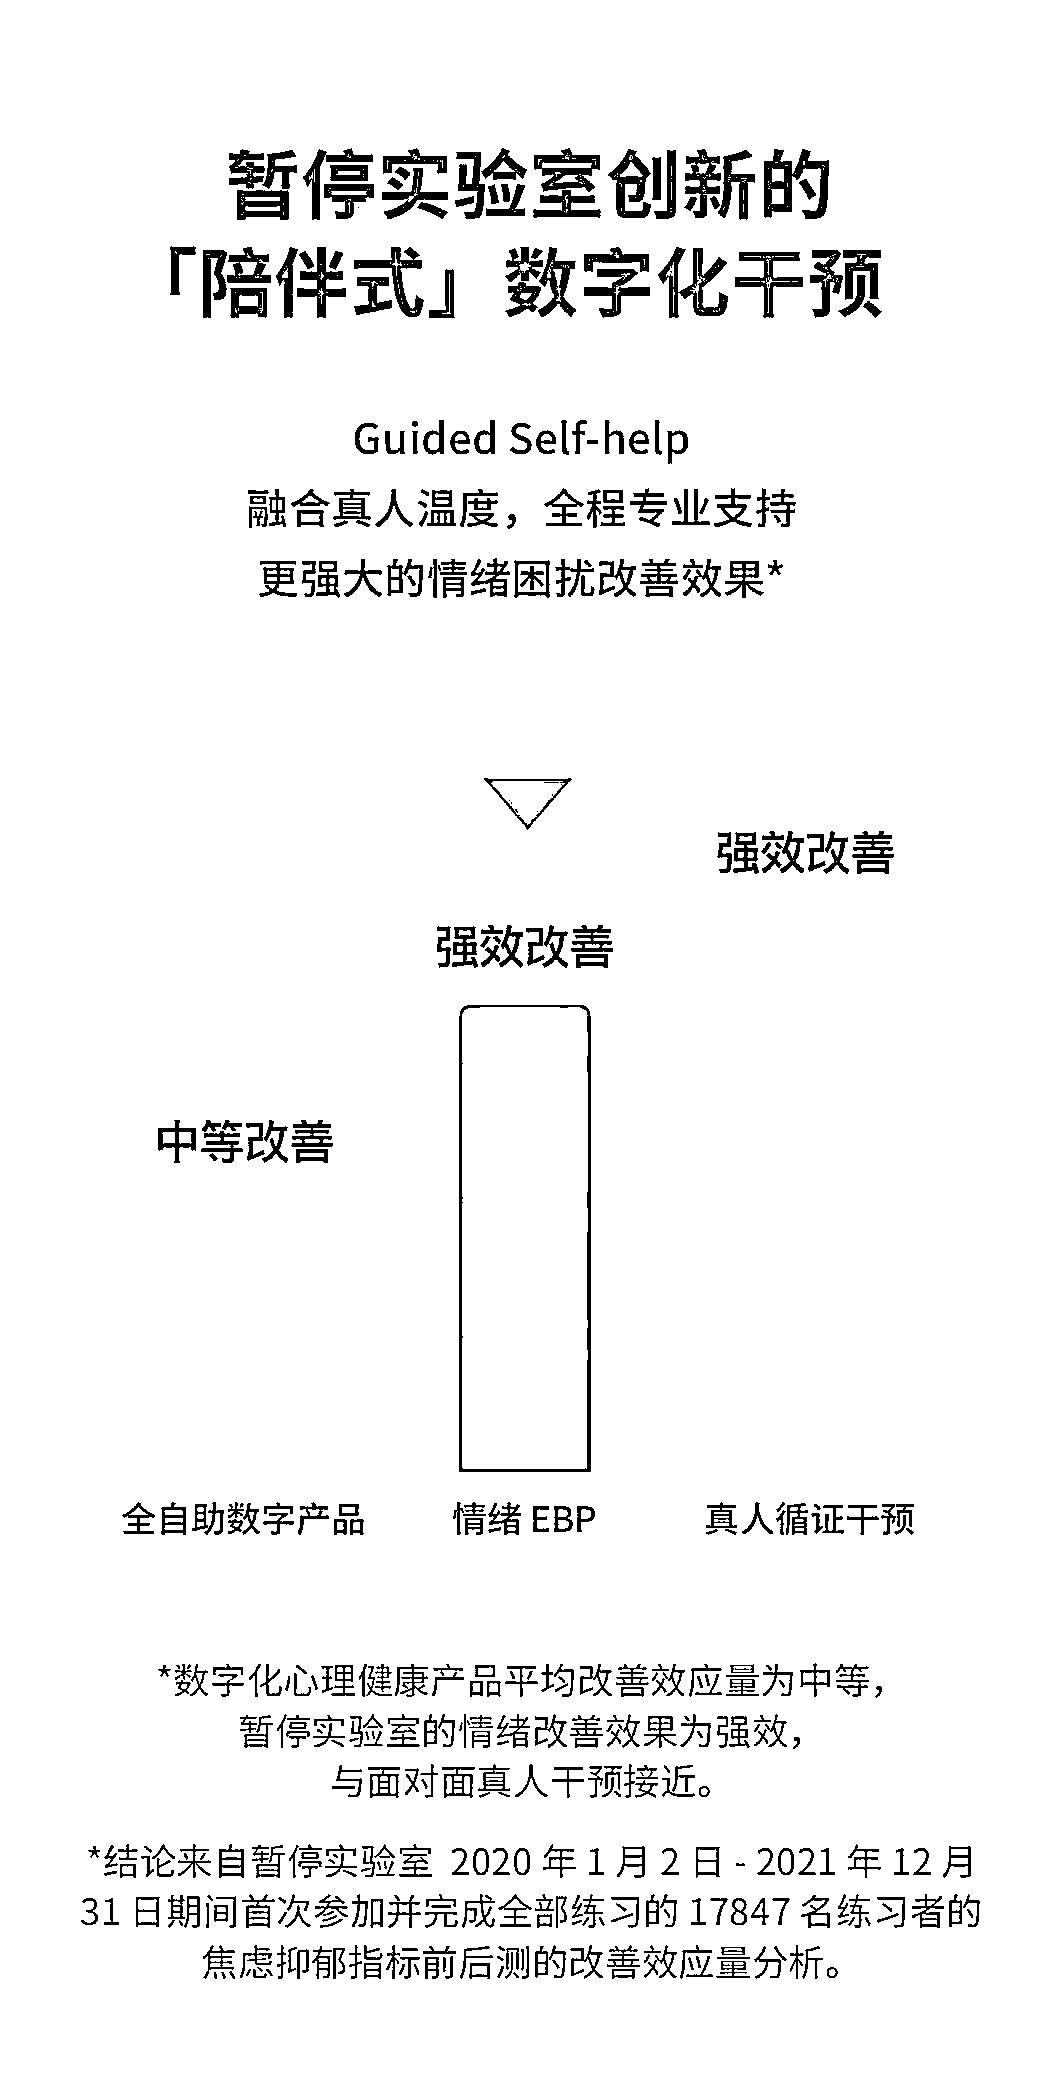 暂停实验室创新的
「陪伴式」数字化干预
Guided Self-help
融合真人温度，全程专业支持
更强大的情绪困扰改善效果*
强效改善
强效改善
中等改善
全自助数字产品 情绪 EBP 真人循证干预
*数字化心理健康产品平均改善效应量为中等，
暂停实验室的情绪改善效果为强效，
与面对面真人干预接近。
*结论来自暂停实验室 2020 年 1 月 2 日 - 2021 年 12 月
31 日期间首次参加并完成全部练习的 17847 名练习者的
焦虑抑郁指标前后测的改善效应量分析。